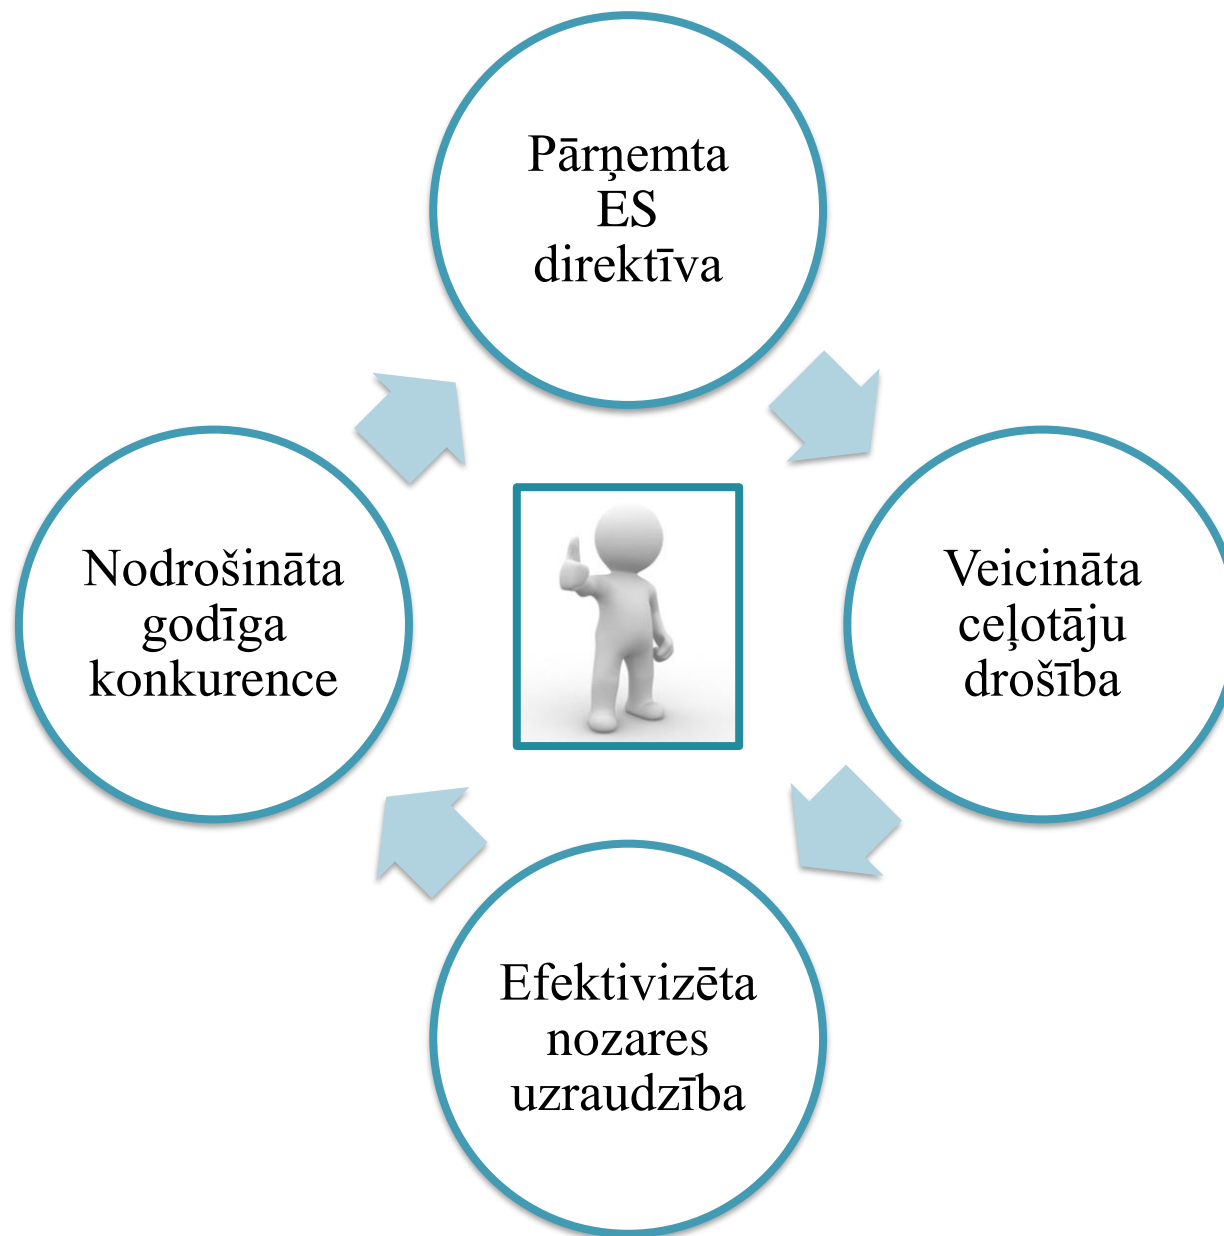 Pārņemta
ES
direktīva
Veicināta
ceļotāju
drošība
Efektivizēta
nozares
uzraudzība
Nodrošināta
godīga
konkurence